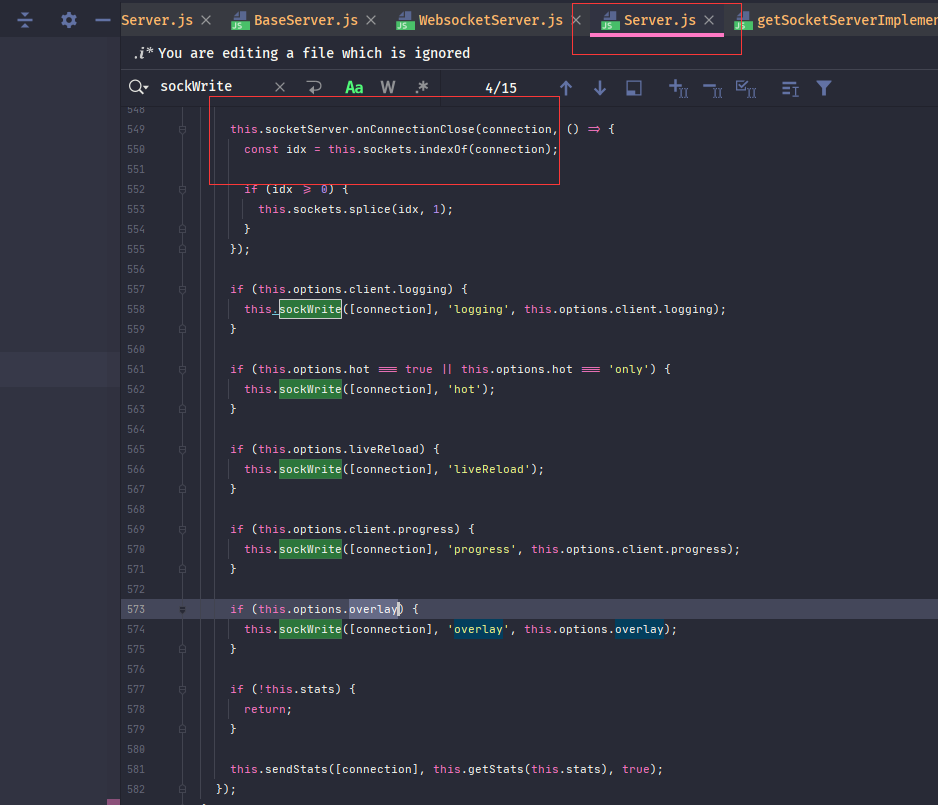 Server.js × BaseServer.js × WebsocketServer.js × Server.js × getSocketServerImplemen
.i* You are editing a file which is ignored
sockWrite × Aa W .* 4/15
548
549 this.socketServer.onConnectionClose(connection, () => {
550 const idx = this.sockets.indexOf(connection);
551
552 if (idx >= 0) {
553 this.sockets.splice(idx, 1);
554 }
555 });
556
557 if (this.options.client.logging) {
558 this.sockWrite([connection], 'logging', this.options.client.logging);
559 }
560
561 if (this.options.hot === true || this.options.hot === 'only') {
562 this.sockWrite([connection], 'hot');
563 }
564
565 if (this.options.liveReload) {
566 this.sockWrite([connection], 'liveReload');
567 }
568
569 if (this.options.client.progress) {
570 this.sockWrite([connection], 'progress', this.options.client.progress);
571 }
572
573 if (this.options.overlay) {
574 this.sockWrite([connection], 'overlay', this.options.overlay);
575 }
576
577 if (!this.stats) {
578 return;
579 }
580
581 this.sendStats([connection], this.getStats(this.stats), true);
582 });